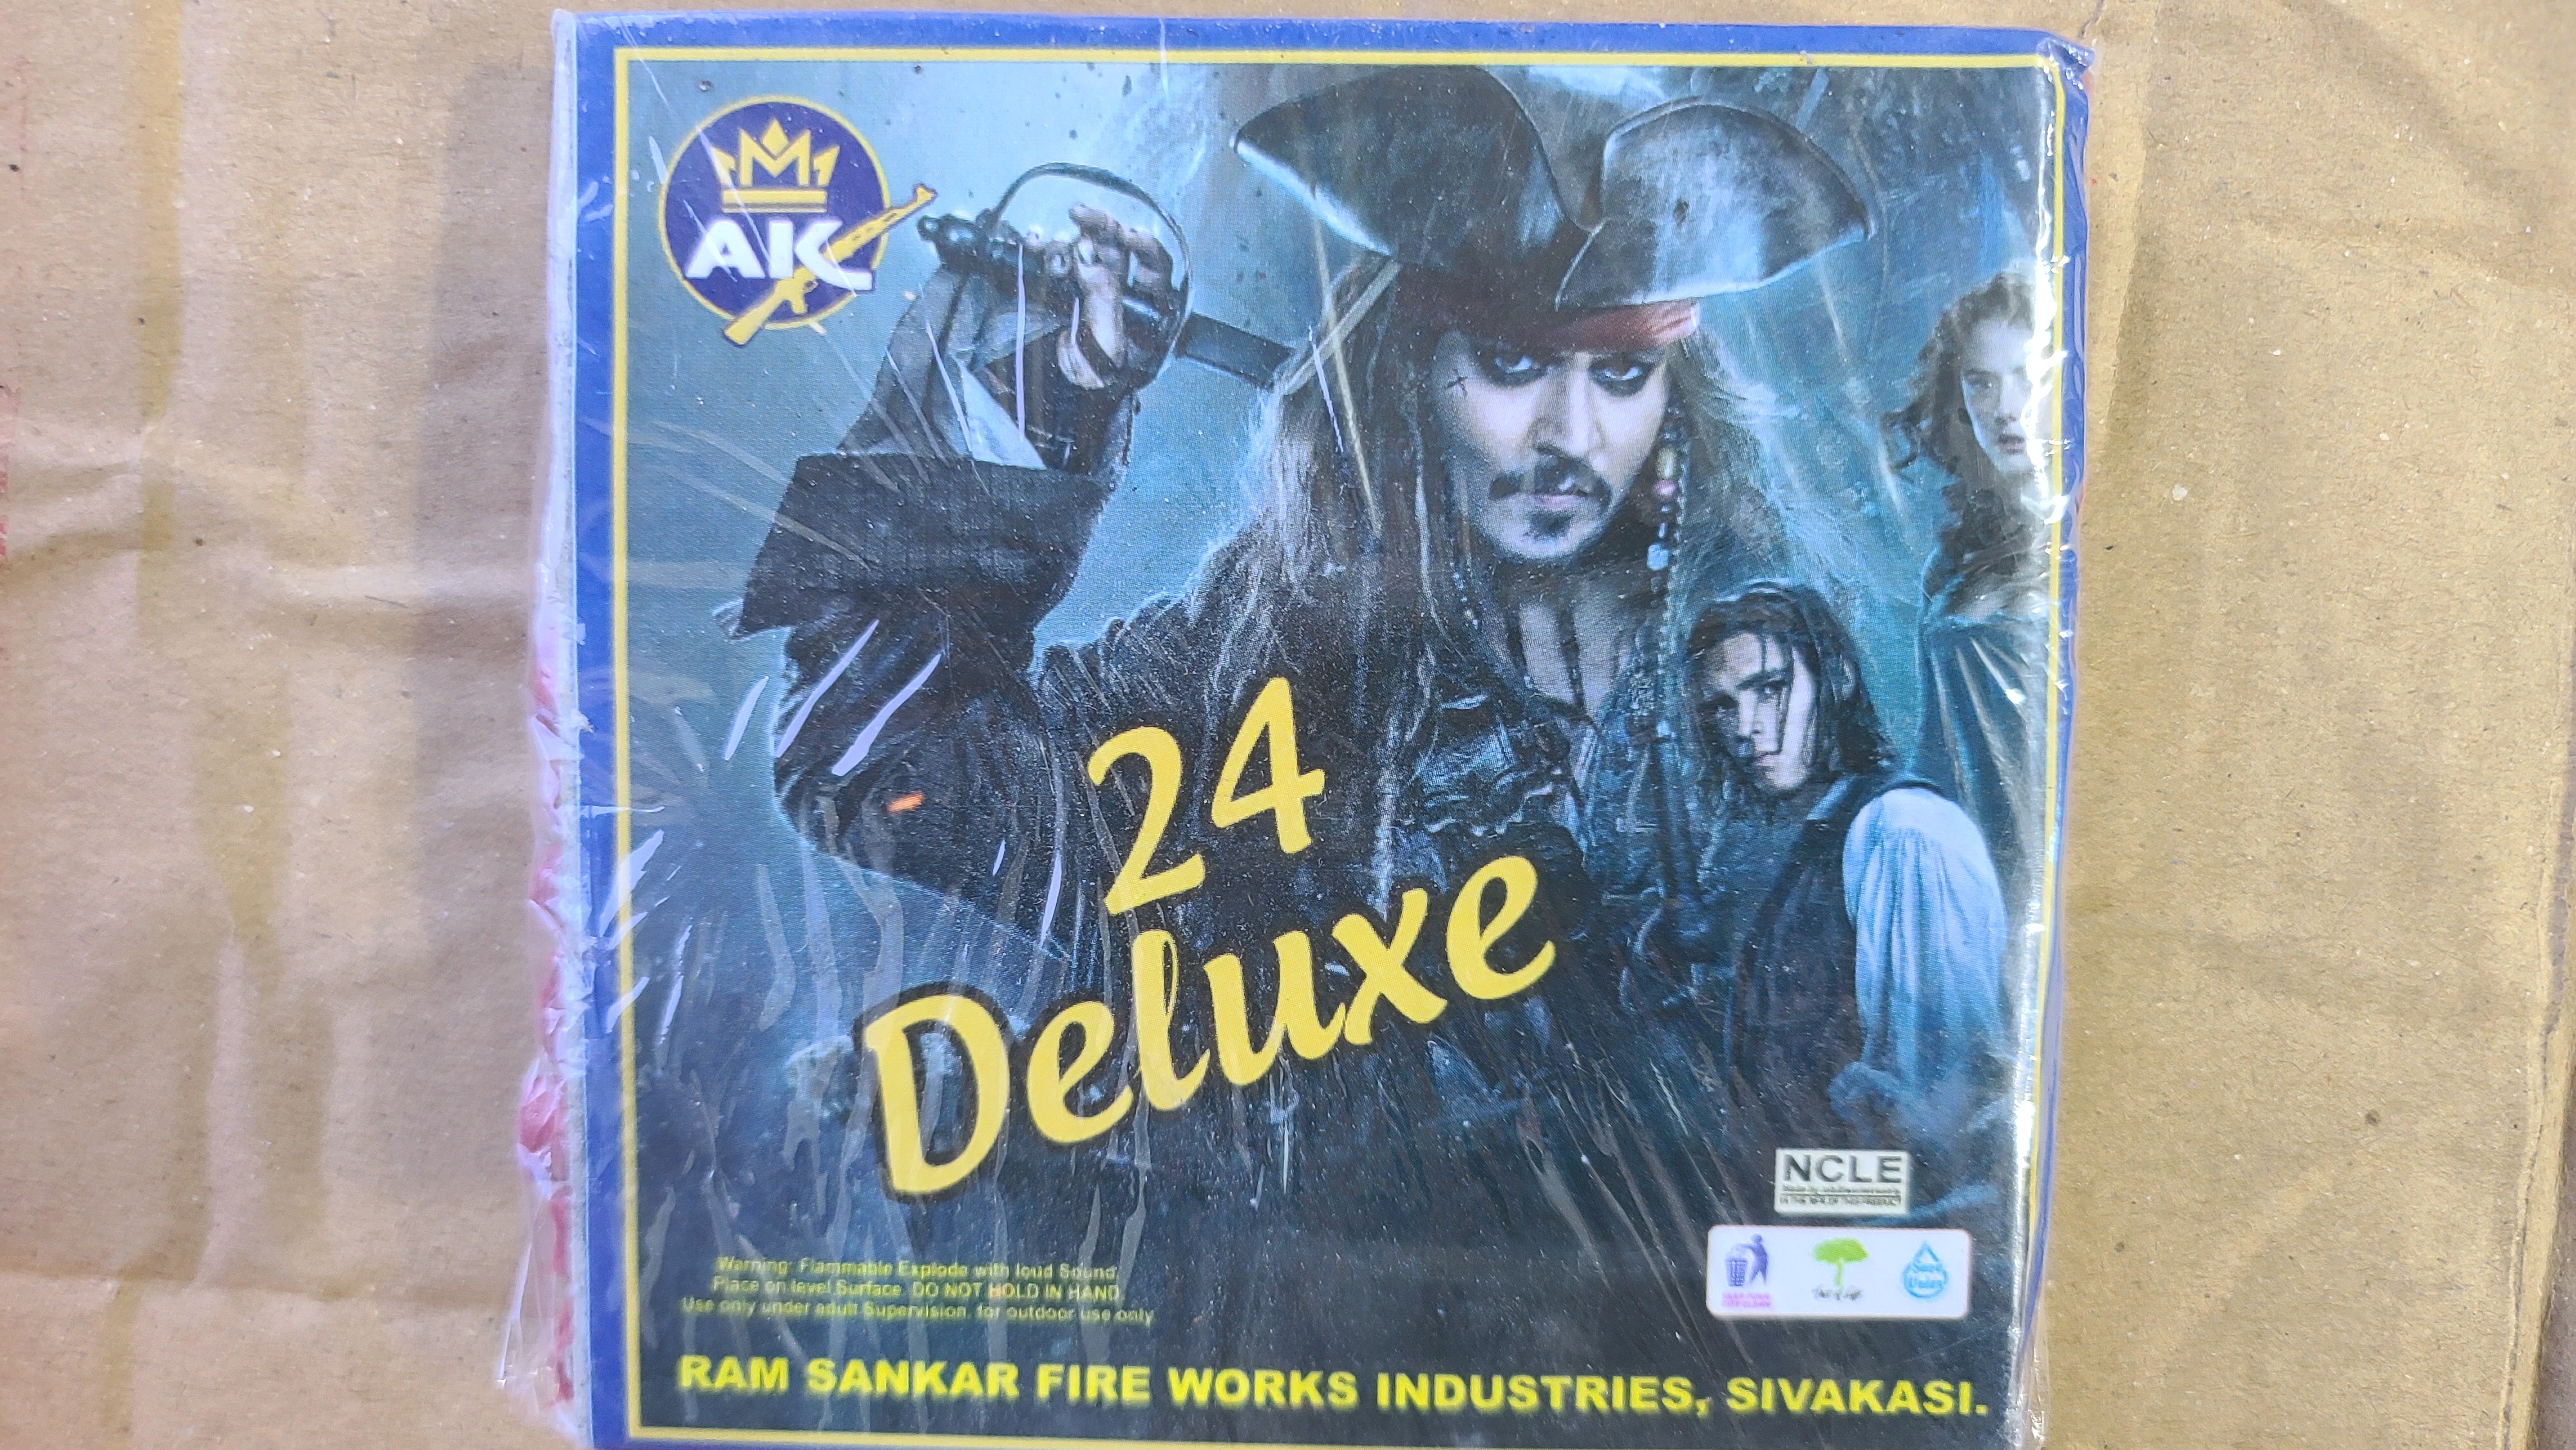 AK
24
Deluxe
NCLE
Warning: Flammable Explode with loud Sound
Place on level Surface. DO NOT HOLD IN HAND.
Use only under adult Supervision for outdoor use only
RAM SANKAR FIRE WORKS INDUSTRIES, SIVAKASI.